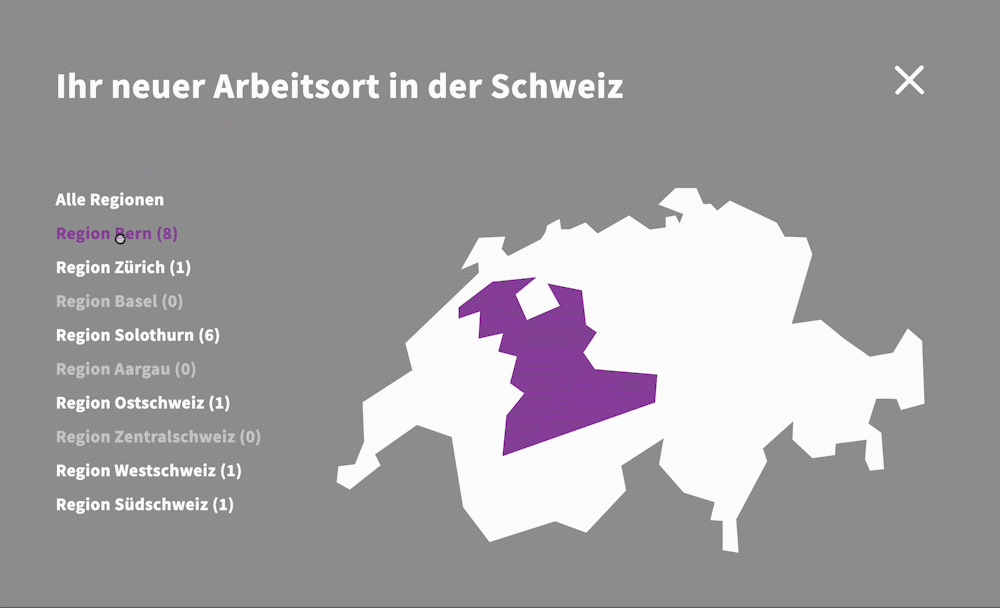 Ihr neuer Arbeitsort in der Schweiz
Alle Regionen
Region Bern (8)
Region Zürich (1)
Region Basel (0)
Region Solothurn (6)
Region Aargau (0)
Region Ostschweiz (1)
Region Zentralschweiz (0)
Region Westschweiz (1)
Region Südschweiz (1)